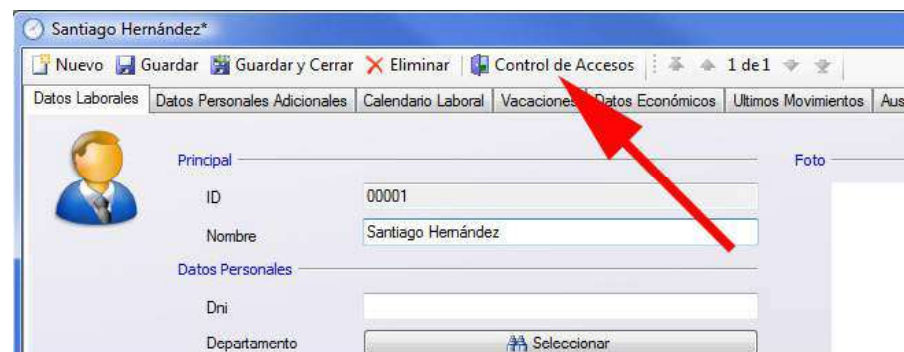 Santiago Hernández*
Nuevo Guardar Guardar y Cerrar Eliminar Control de Accesos 1 de 1
Datos Laborales Datos Personales Adicionales Calendario Laboral Vacaciones Datos Económicos Ultimos Movimientos Aus
Principal Foto
ID 00001
Nombre Santiago Hernández
Datos Personales
Dni
Departamento Seleccionar